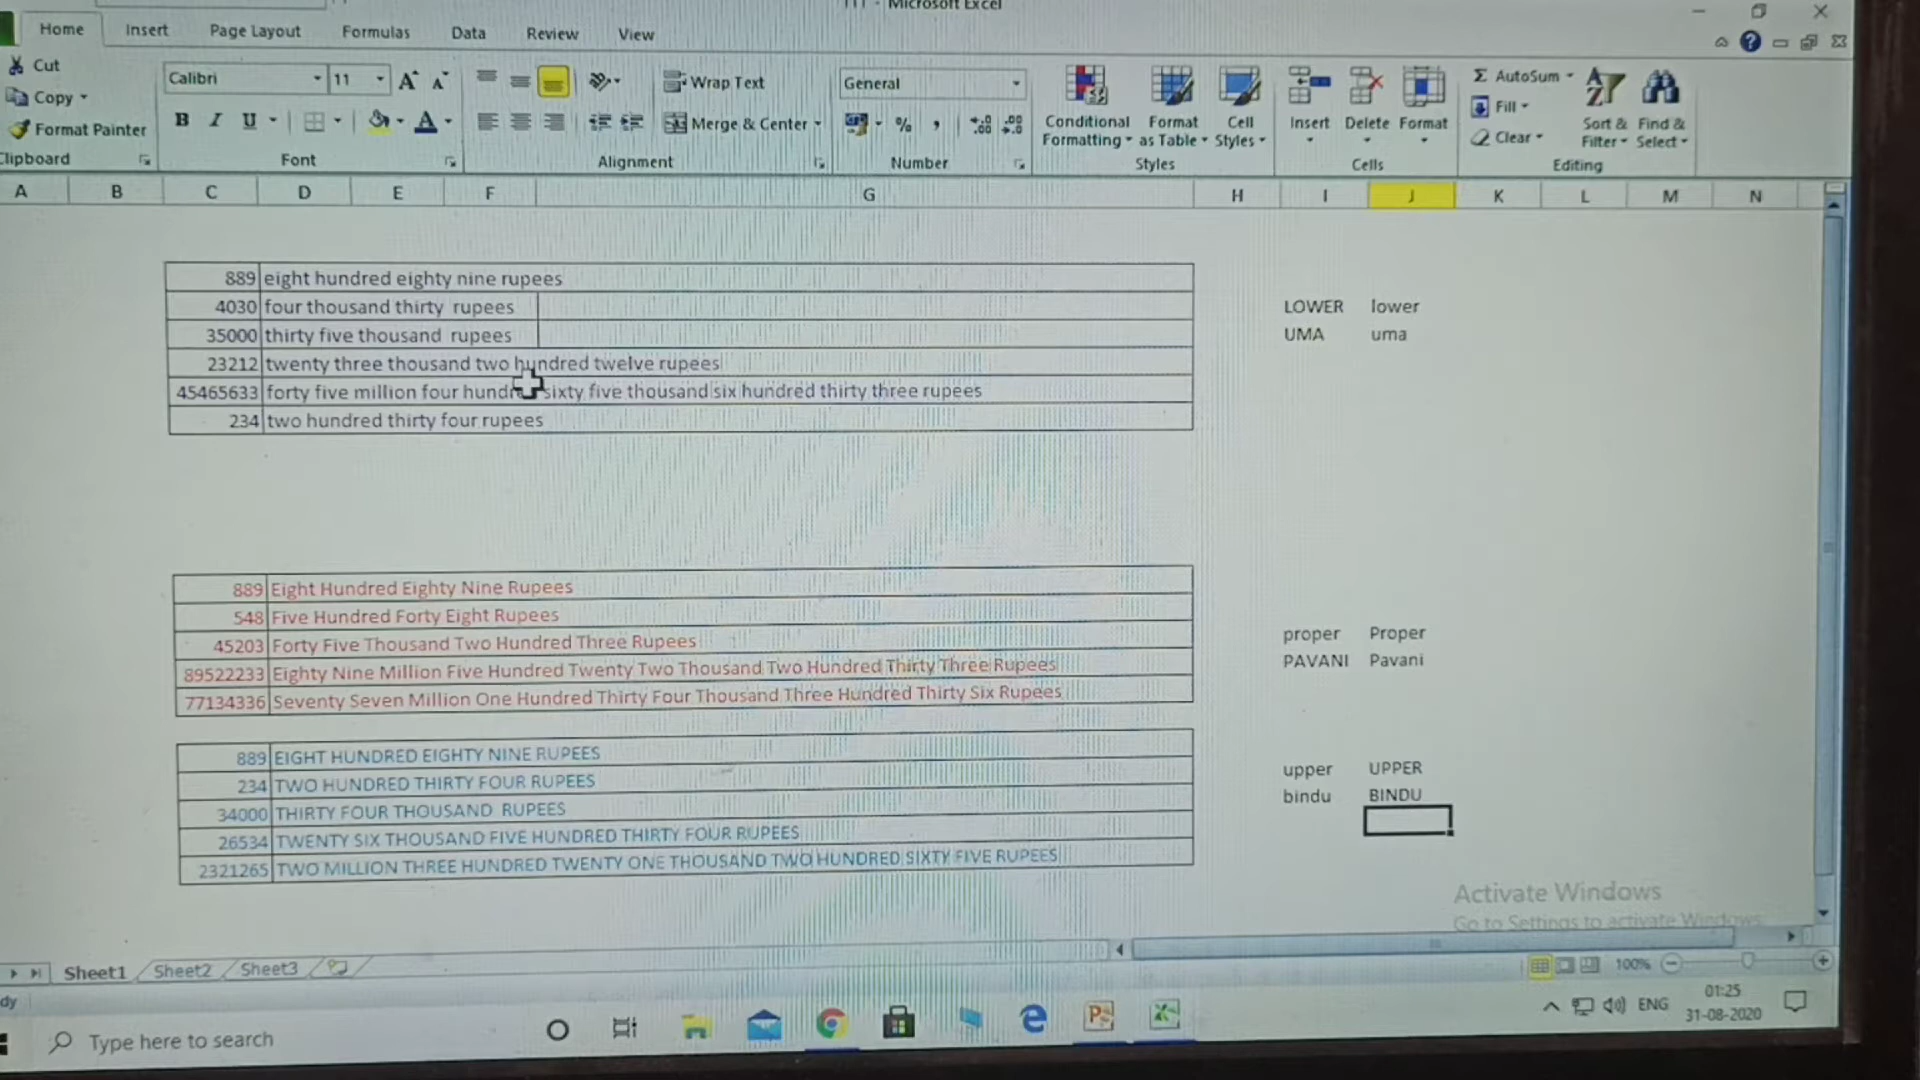 Microsoft Excel
Home Insert Page Layout Formulas Data Review View
Cut
Copy
Format Painter
Clipboard
Calibri 11
B I U A
Font
Wrap Text
Merge & Center
Alignment
General
% ,
Number
Conditional Formatting
Format as Table
Cell Styles
Styles
Insert Delete Format
Cells
Σ AutoSum
Fill
Clear
Sort & Filter
Find & Select
Editing
A B C D E F G H I J K L M N
889 eight hundred eighty nine rupees
4030 four thousand thirty rupees LOWER lower
35000 thirty five thousand rupees UMA uma
23212 twenty three thousand two hundred twelve rupees
45465633 forty five million four hundred sixty five thousand six hundred thirty three rupees
234 two hundred thirty four rupees
889 Eight Hundred Eighty Nine Rupees
548 Five Hundred Forty Eight Rupees
45203 Forty Five Thousand Two Hundred Three Rupees proper Proper
89522233 Eighty Nine Million Five Hundred Twenty Two Thousand Two Hundred Thirty Three Rupees PAVANI Pavani
77134336 Seventy Seven Million One Hundred Thirty Four Thousand Three Hundred Thirty Six Rupees
889 EIGHT HUNDRED EIGHTY NINE RUPEES upper UPPER
234 TWO HUNDRED THIRTY FOUR RUPEES bindu BINDU
34000 THIRTY FOUR THOUSAND RUPEES
26534 TWENTY SIX THOUSAND FIVE HUNDRED THIRTY FOUR RUPEES
2321265 TWO MILLION THREE HUNDRED TWENTY ONE THOUSAND TWO HUNDRED SIXTY FIVE RUPEES
Activate Windows
Go to Settings to activate Windows
Sheet1 Sheet2 Sheet3
100%
dy
Type here to search
ENG
01:25
31-08-2020